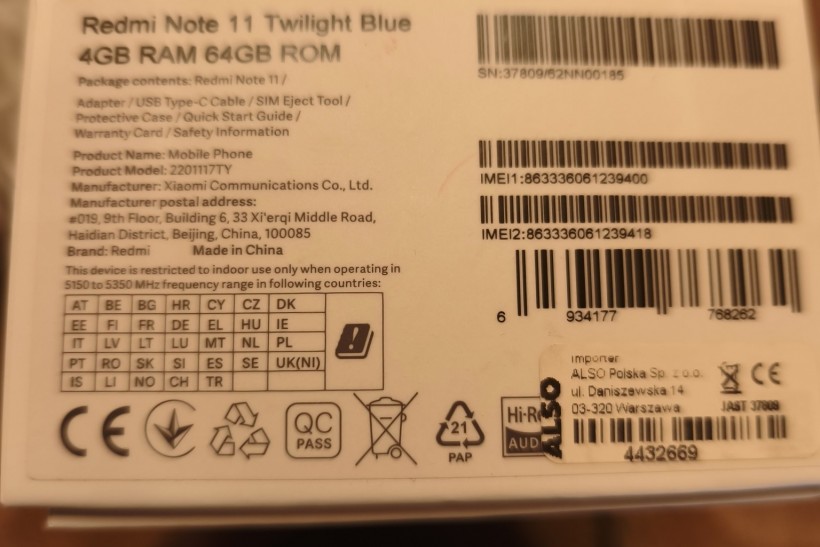 Redmi Note 11 Twilight Blue
4GB RAM 64GB ROM
Package contents: Redmi Note 11 /
Adapter / USB Type-C Cable / SIM Eject Tool /
Protective Case / Quick Start Guide /
Warranty Card / Safety Information
Product Name: Mobile Phone
Product Model: 2201117TY
Manufacturer: Xiaomi Communications Co., Ltd.
Manufacturer postal address:
#019, 9th Floor, Building 6, 33 Xi'erqi Middle Road,
Haidian District, Beijing, China, 100085
Brand: Redmi Made in China
This device is restricted to indoor use only when operating in
5150 to 5350 MHz frequency range in following countries:
AT BE BG HR CY CZ DK
EE FI FR DE EL HU IE
IT LV LT LU MT NL PL
PT RO SK SI ES SE UK(NI)
IS LI NO CH TR
CE
QC
PASS
21
PAP
Hi-Re
AUD
SN:37809/62NN00185
IMEI1:863336061239400
IMEI2:863336061239418
6 934177 768262
Importer
ALSO Polska Sp. z o.o.
ul. Daniszewska 14
03-320 Warszawa
CE
JAST 37809
ALSO
4432669